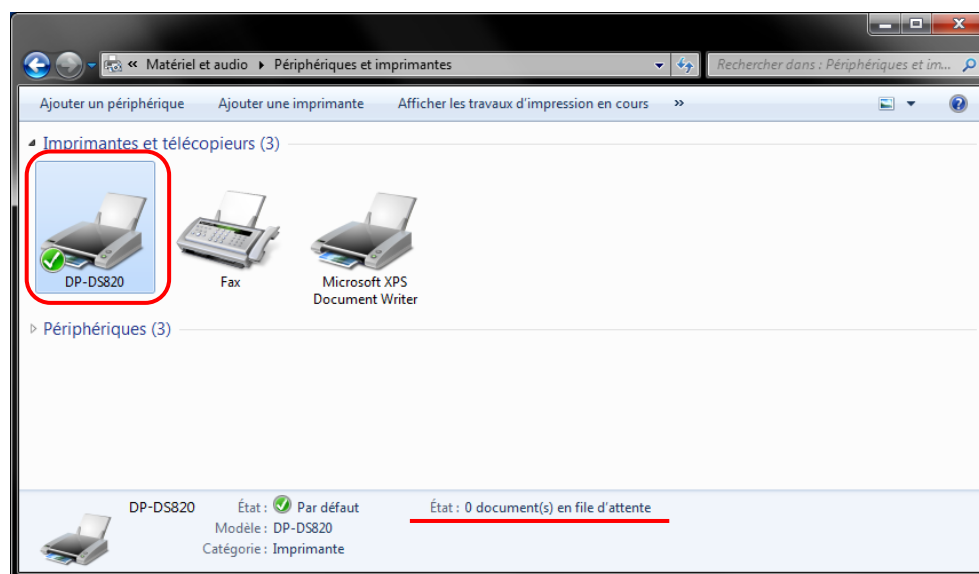 « Matériel et audio ▸ Périphériques et imprimantes
Rechercher dans : Périphériques et im...
Ajouter un périphérique Ajouter une imprimante Afficher les travaux d'impression en cours »
Imprimantes et télécopieurs (3)
DP-DS820
Fax
Microsoft XPS
Document Writer
Périphériques (3)
DP-DS820 État : Par défaut État : 0 document(s) en file d'attente
Modèle : DP-DS820
Catégorie : Imprimante